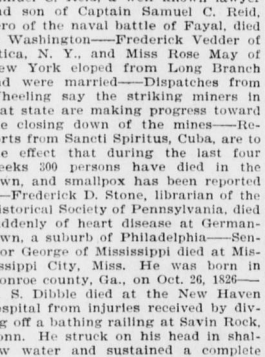 nd son of Captain Samuel C. Reid,
ero of the naval battle of Fayal, died
Washington—Frederick Vedder of
tica, N. Y., and Miss Rose May of
ew York eloped from Long Branch
nd were married—Dispatches from
heeling say the striking miners in
at state are making progress toward
e closing down of the mines—Re-
orts from Sancti Spiritus, Cuba, are to
e effect that during the last four
eeks 300 persons have died in the
wn, and smallpox has been reported
—Frederick D. Stone, librarian of the
istorical Society of Pennsylvania, died
uddenly of heart disease at German-
wn, a suburb of Philadelphia—Sen-
or George of Mississippi died at Mis-
ssippi City, Miss. He was born in
onroe county, Ga., on Oct. 26, 1826—
. S. Dibble died at the New Haven
ospital from injuries received by div-
g off a bathing railing at Savin Rock,
onn. He struck on his head in shal-
w water and sustained a complete